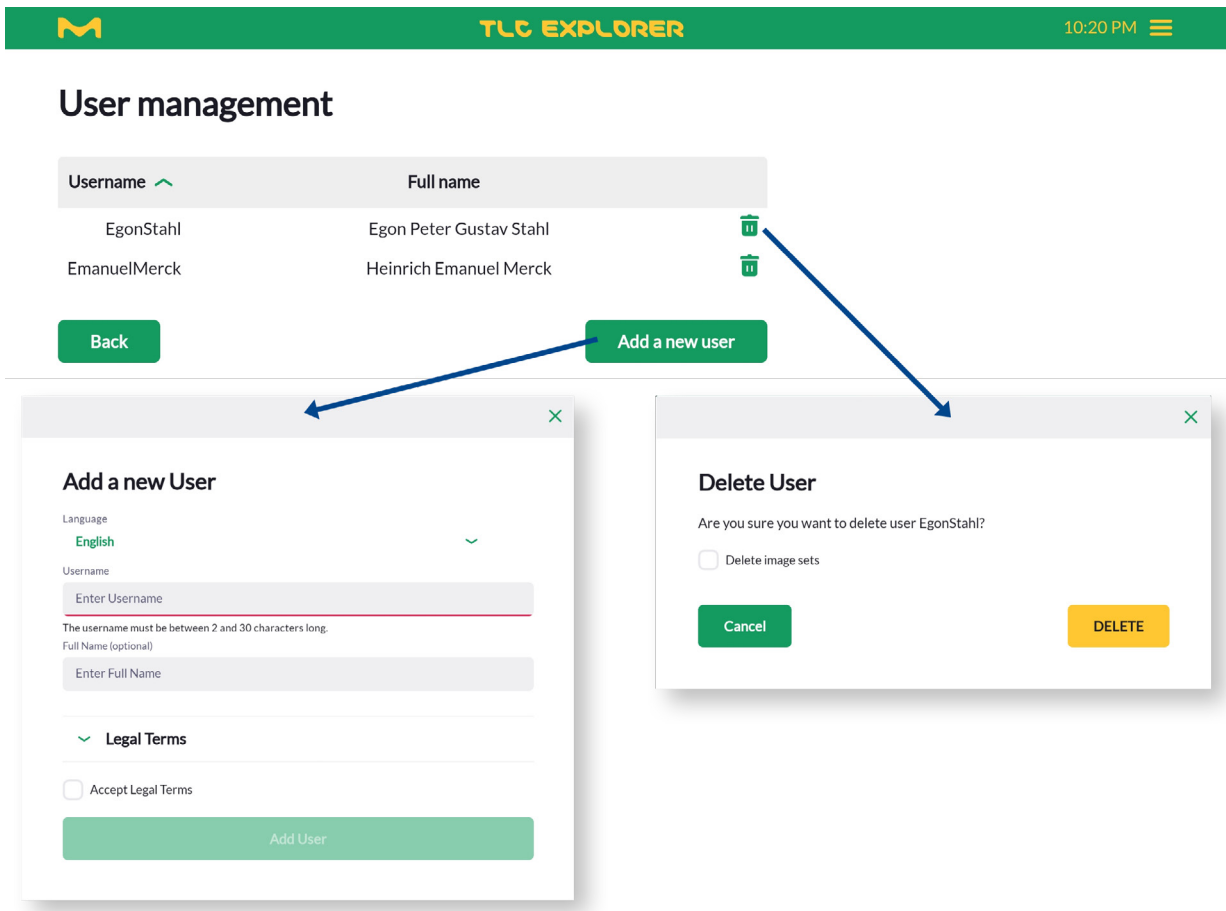 TLC EXPLORER
10:20 PM
User management
Username Full name
EgonStahl Egon Peter Gustav Stahl
EmanuelMerck Heinrich Emanuel Merck
Back Add a new user
Add a new User
Language
English
Username
Enter Username
The username must be between 2 and 30 characters long.
Full Name (optional)
Enter Full Name
Legal Terms
Accept Legal Terms
Add User
Delete User
Are you sure you want to delete user EgonStahl?
Delete image sets
Cancel DELETE